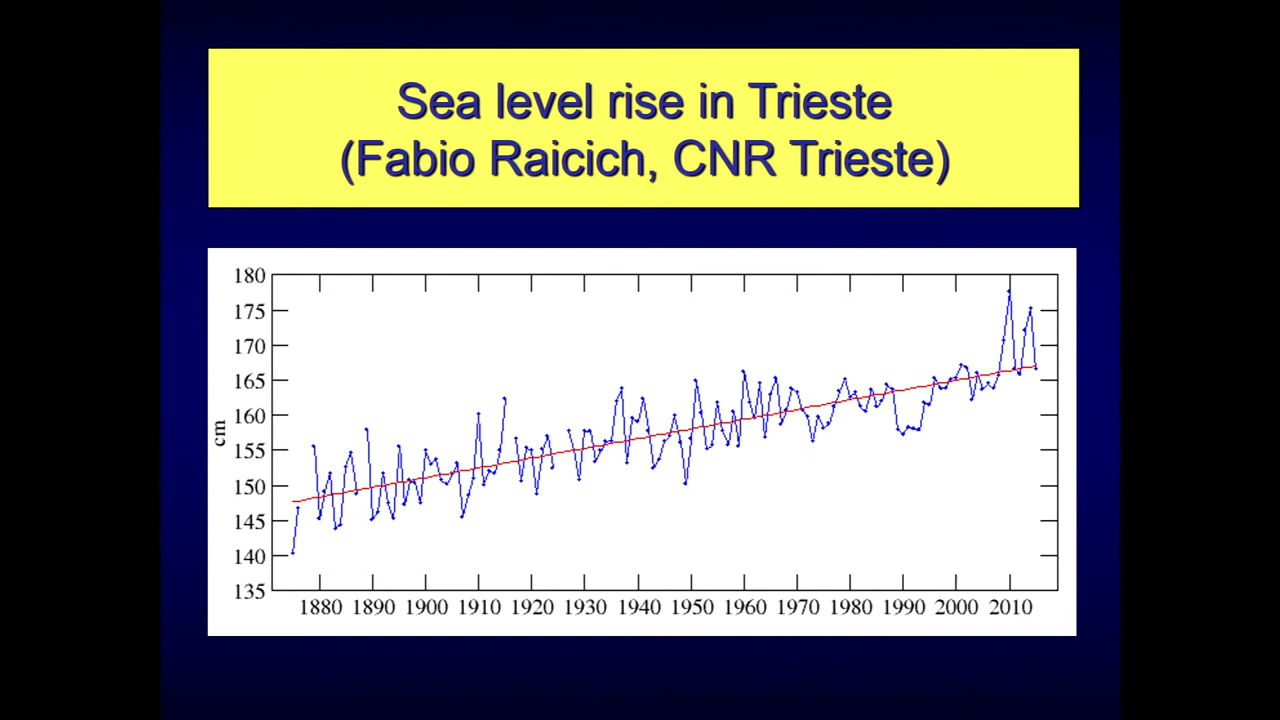 Sea level rise in Trieste
(Fabio Raicich, CNR Trieste)
180
175
170
165
160
155
150
145
140
135
cm
1880 1890 1900 1910 1920 1930 1940 1950 1960 1970 1980 1990 2000 2010